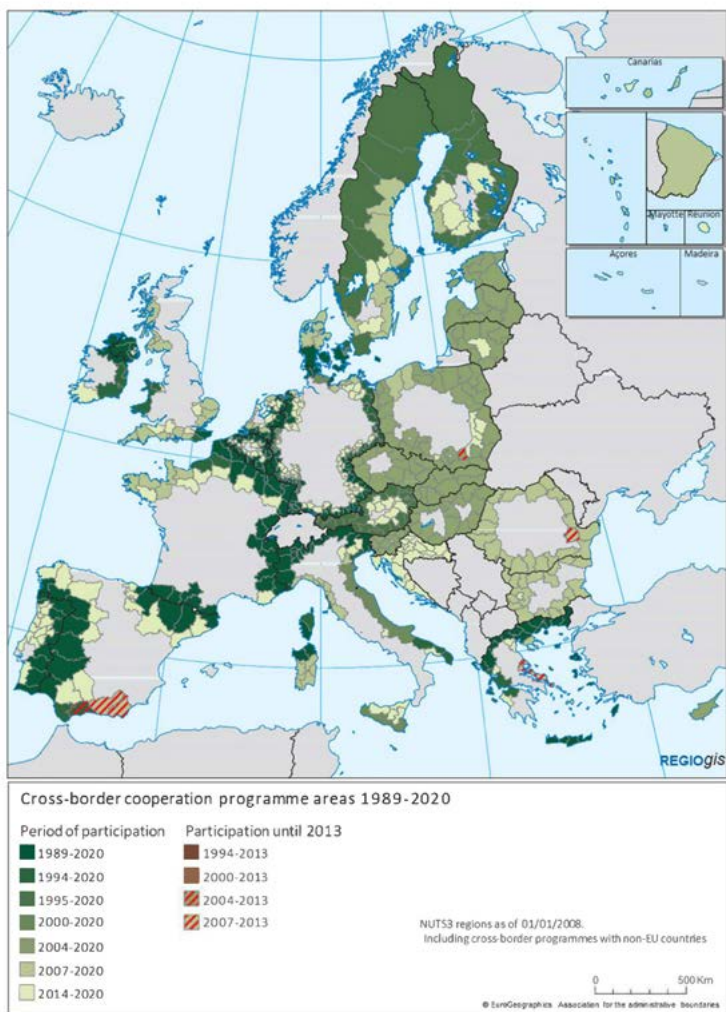 Canarias
Mayotte
Réunion
Açores
Madeira
REGIOgis
Cross-border cooperation programme areas 1989-2020
Period of participation
1989-2020
1994-2020
1995-2020
2000-2020
2004-2020
2007-2020
2014-2020
Participation until 2013
1994-2013
2000-2013
2004-2013
2007-2013
NUTS3 regions as of 01/01/2008.
Including cross-border programmes with non-EU countries
0 500 Km
© EuroGeographics Association for the administrative boundaries